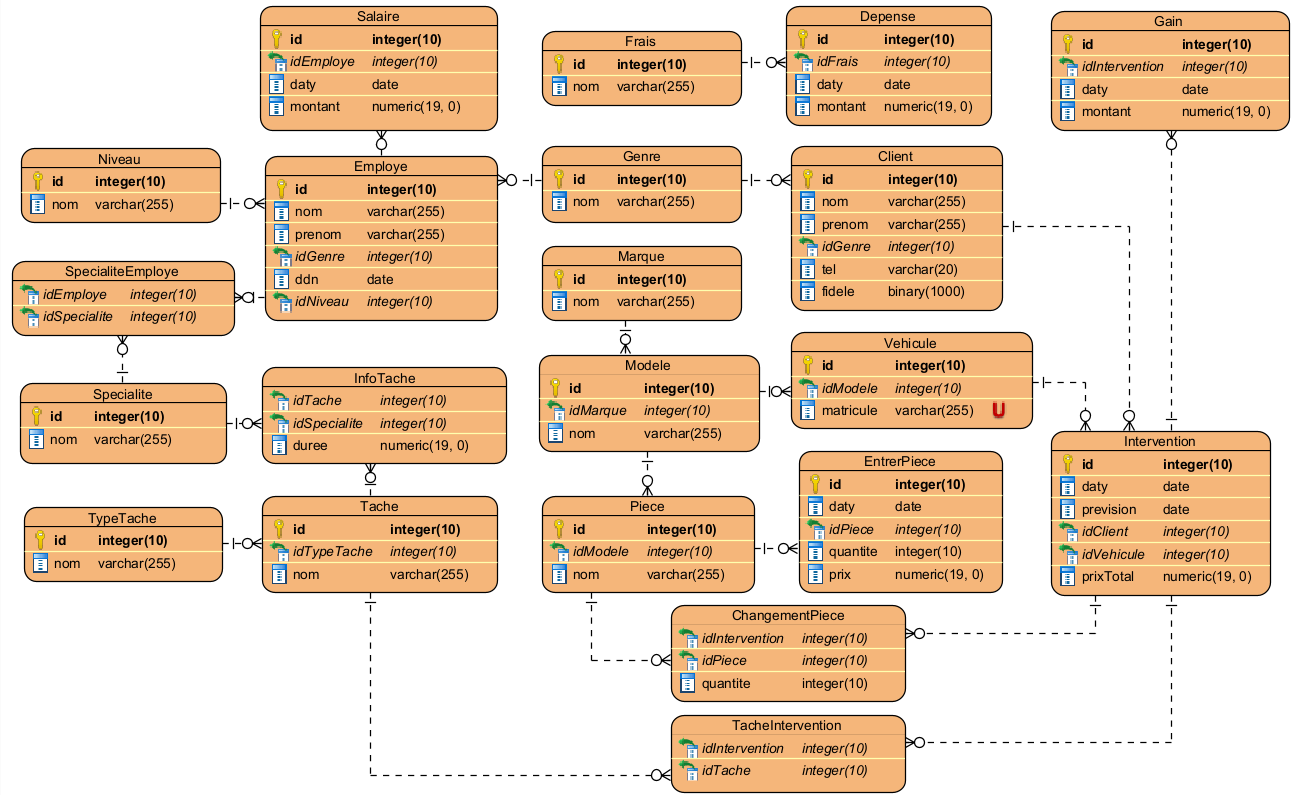 Salaire
id integer(10)
idEmploye integer(10)
daty date
montant numeric(19, 0)
Frais
id integer(10)
nom varchar(255)
Depense
id integer(10)
idFrais integer(10)
daty date
montant numeric(19, 0)
Gain
id integer(10)
idIntervention integer(10)
daty date
montant numeric(19, 0)
Niveau
id integer(10)
nom varchar(255)
Employe
id integer(10)
nom varchar(255)
prenom varchar(255)
idGenre integer(10)
ddn date
idNiveau integer(10)
Genre
id integer(10)
nom varchar(255)
Client
id integer(10)
nom varchar(255)
prenom varchar(255)
idGenre integer(10)
tel varchar(20)
fidele binary(1000)
SpecialiteEmploye
idEmploye integer(10)
idSpecialite integer(10)
Marque
id integer(10)
nom varchar(255)
Specialite
id integer(10)
nom varchar(255)
InfoTache
idTache integer(10)
idSpecialite integer(10)
duree numeric(19, 0)
Modele
id integer(10)
idMarque integer(10)
nom varchar(255)
Vehicule
id integer(10)
idModele integer(10)
matricule varchar(255) U
Intervention
id integer(10)
daty date
prevision date
idClient integer(10)
idVehicule integer(10)
prixTotal numeric(19, 0)
TypeTache
id integer(10)
nom varchar(255)
Tache
id integer(10)
idTypeTache integer(10)
nom varchar(255)
Piece
id integer(10)
idModele integer(10)
nom varchar(255)
EntrerPiece
id integer(10)
daty date
idPiece integer(10)
quantite integer(10)
prix numeric(19, 0)
ChangementPiece
idIntervention integer(10)
idPiece integer(10)
quantite integer(10)
TacheIntervention
idIntervention integer(10)
idTache integer(10)